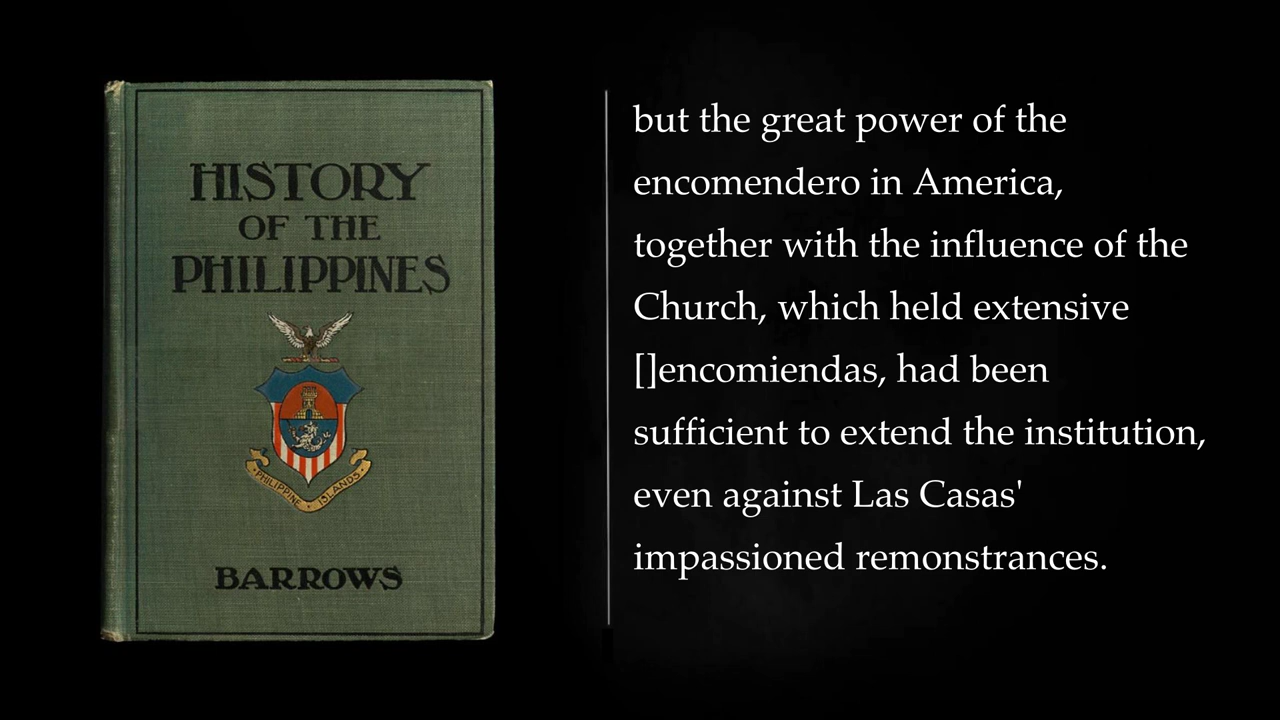 HISTORY
OF THE
PHILIPPINES
PHILIPPINE ISLANDS
BARROWS
but the great power of the
encomendero in America,
together with the influence of the
Church, which held extensive
[]encomiendas, had been
sufficient to extend the institution,
even against Las Casas'
impassioned remonstrances.